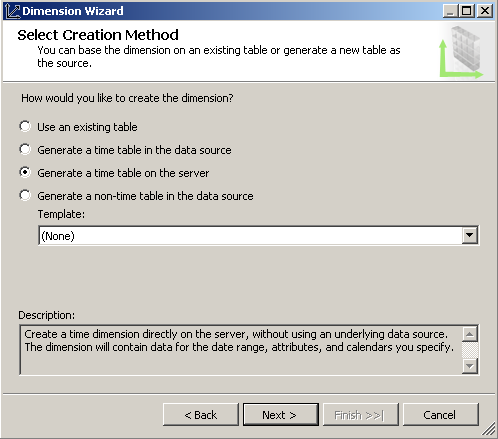 Dimension Wizard
Select Creation Method
You can base the dimension on an existing table or generate a new table as
the source.
How would you like to create the dimension?
Use an existing table
Generate a time table in the data source
Generate a time table on the server
Generate a non-time table in the data source
Template:
(None)
Description:
Create a time dimension directly on the server, without using an underlying data source.
The dimension will contain data for the date range, attributes, and calendars you specify.
< Back
Next >
Finish >>|
Cancel